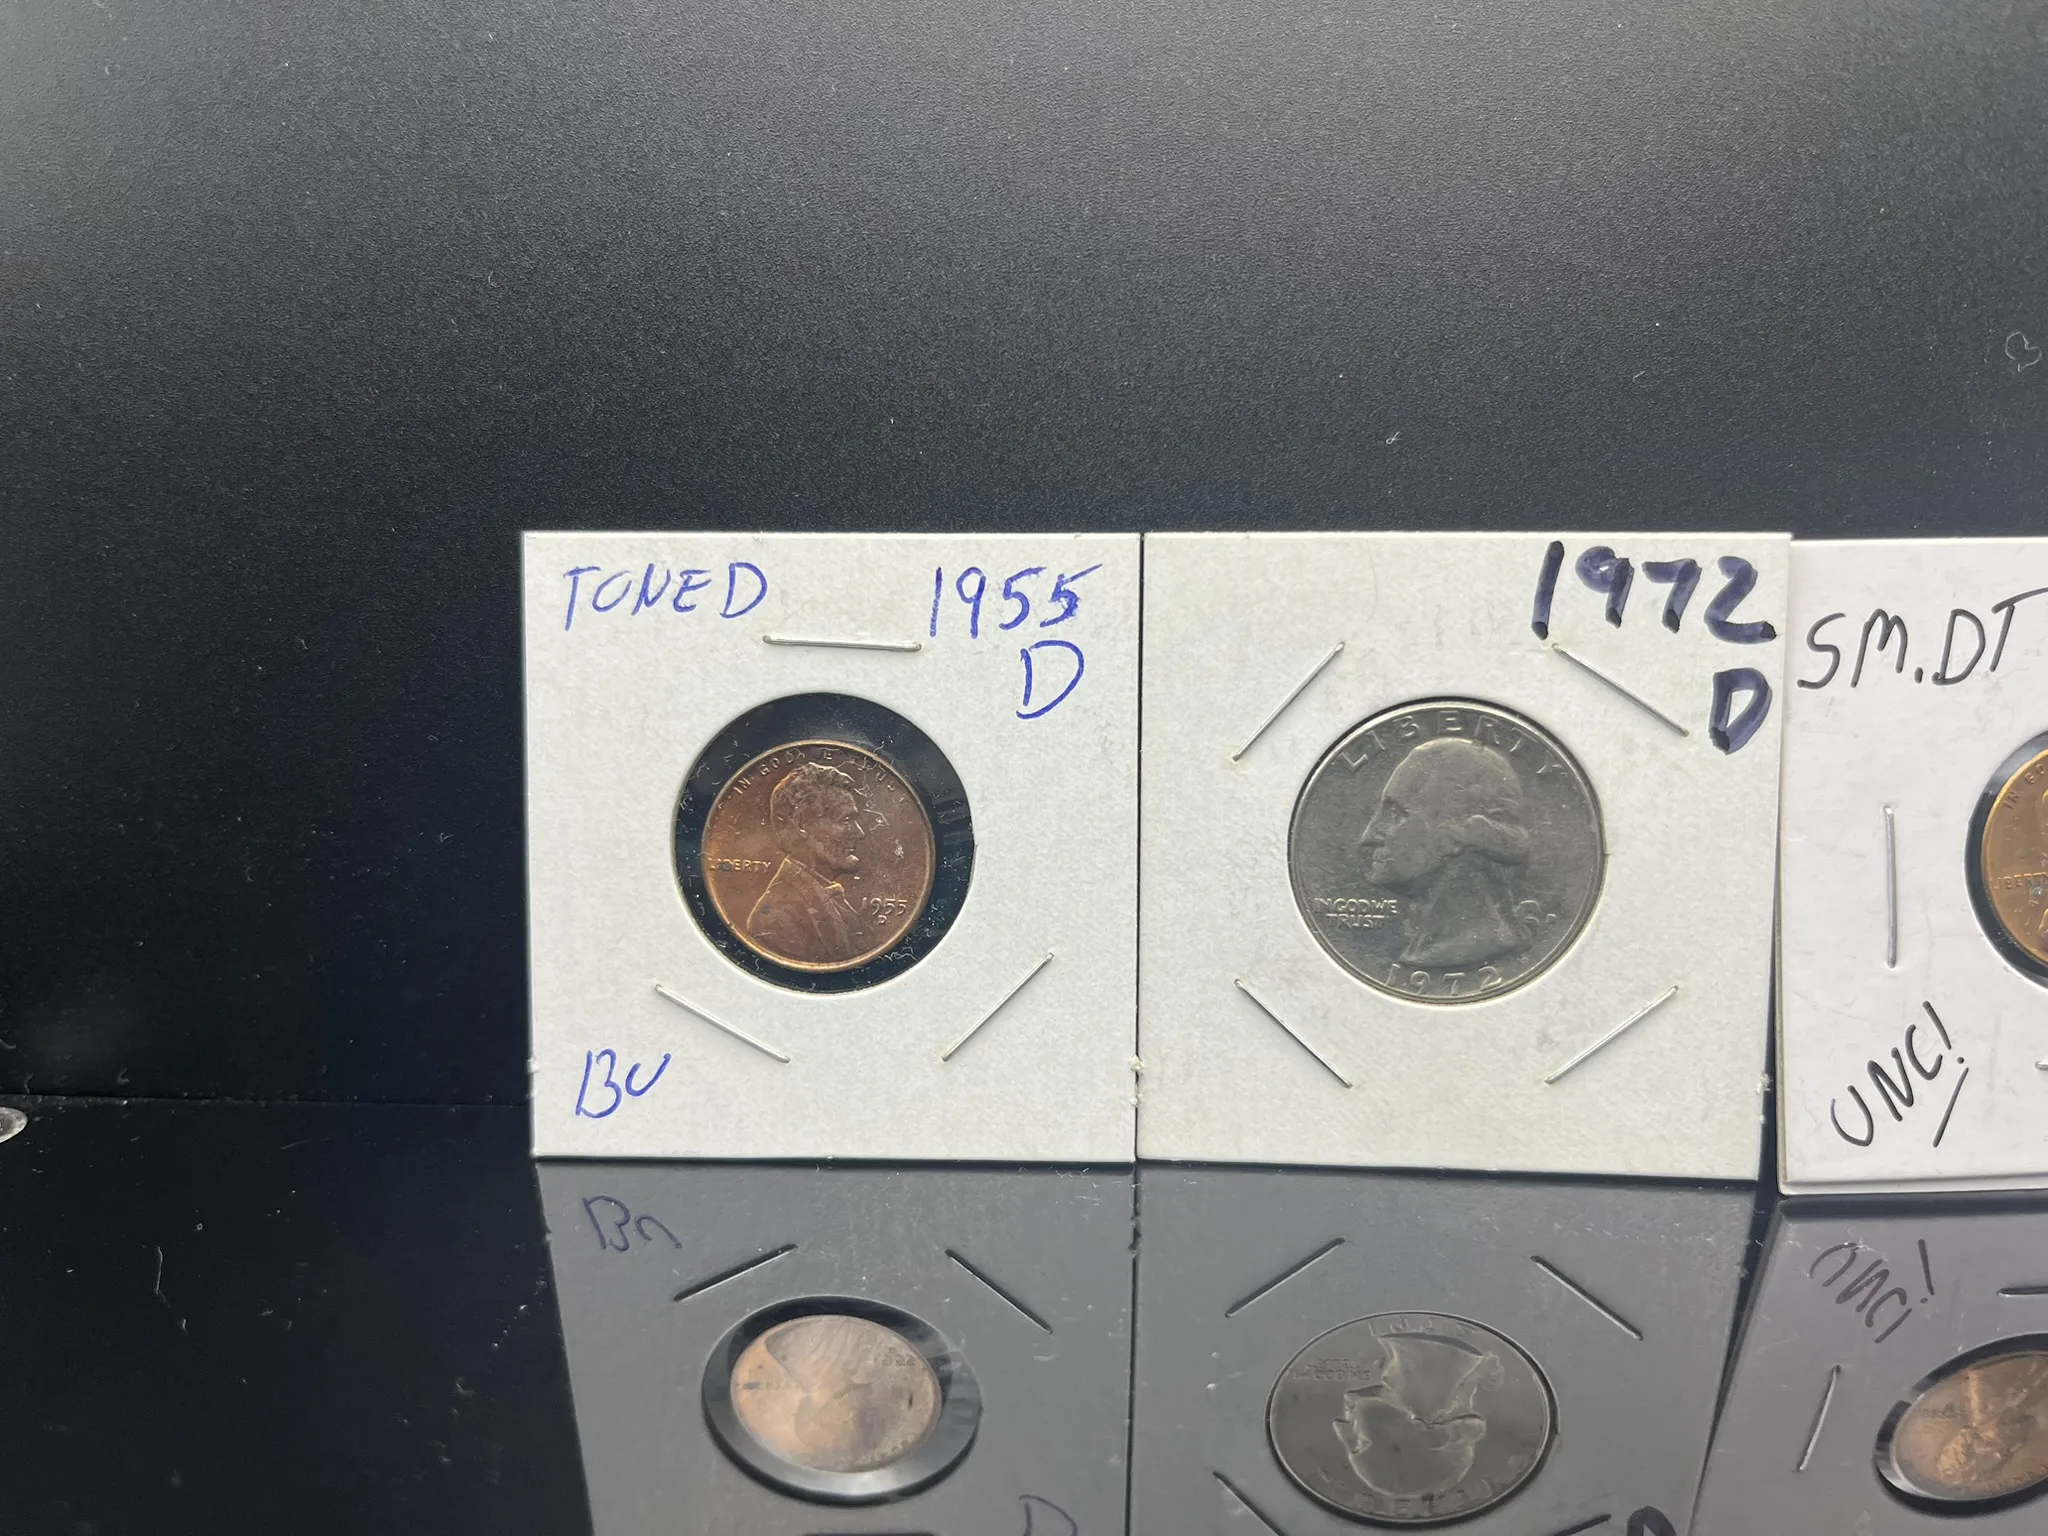 TONED 1955
D
BU
IN GOD WE TRUST
LIBERTY
1955
D
1972
D
LIBERTY
IN GOD WE
TRUST
1972
SM.DT
UNC!